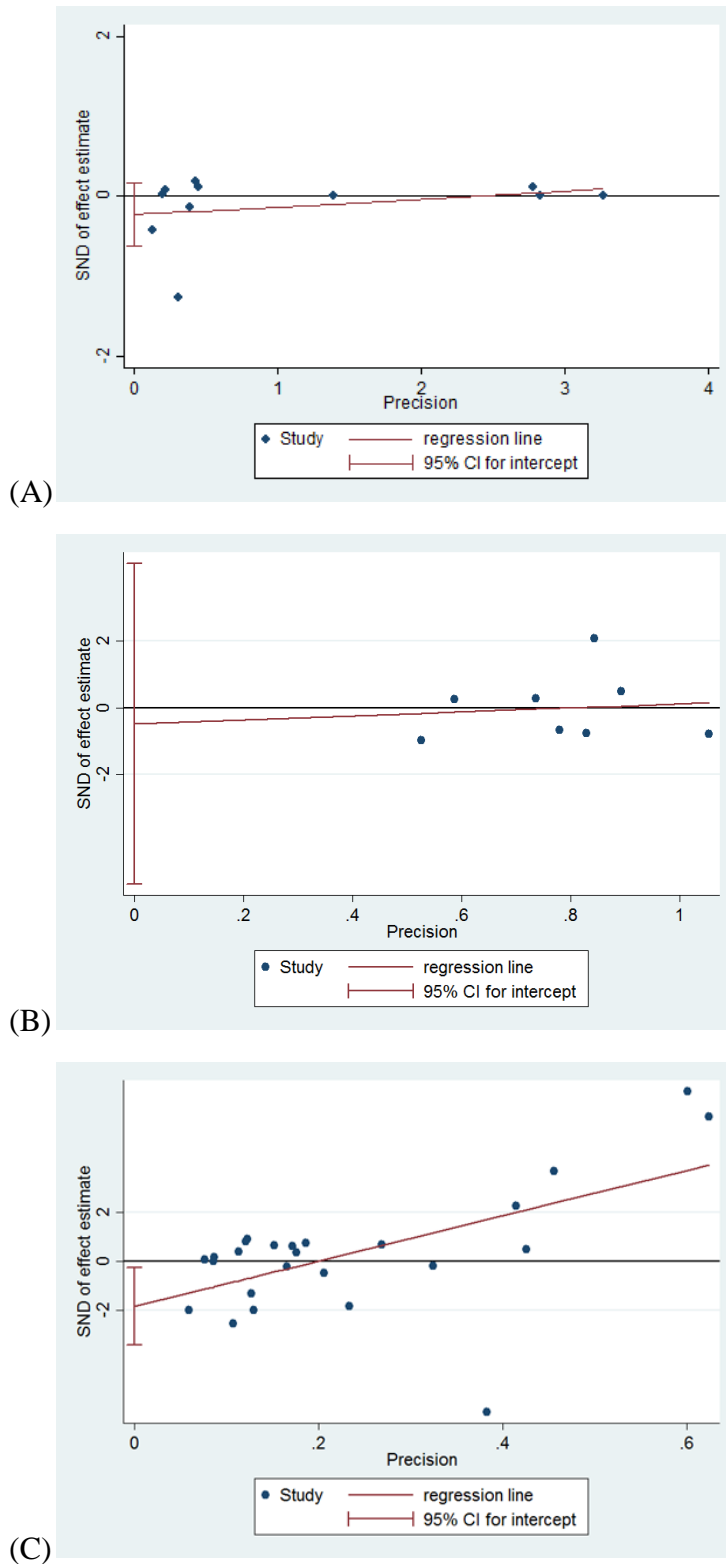 2
0
-2
SND of effect estimate
0 1 2 3 4
Precision
Study regression line
95% CI for intercept
(A)
2
0
-2
SND of effect estimate
0 .2 .4 .6 .8 1
Precision
Study regression line
95% CI for intercept
(B)
2
0
-2
SND of effect estimate
0 .2 .4 .6
Precision
Study regression line
95% CI for intercept
(C)